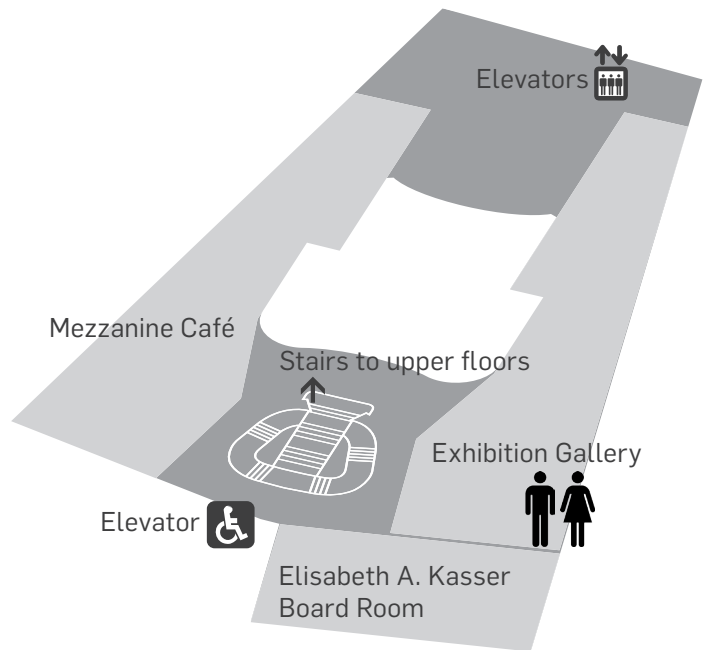 Elevators
Mezzanine Café
Stairs to upper floors
Exhibition Gallery
Elevator
Elisabeth A. Kasser
Board Room